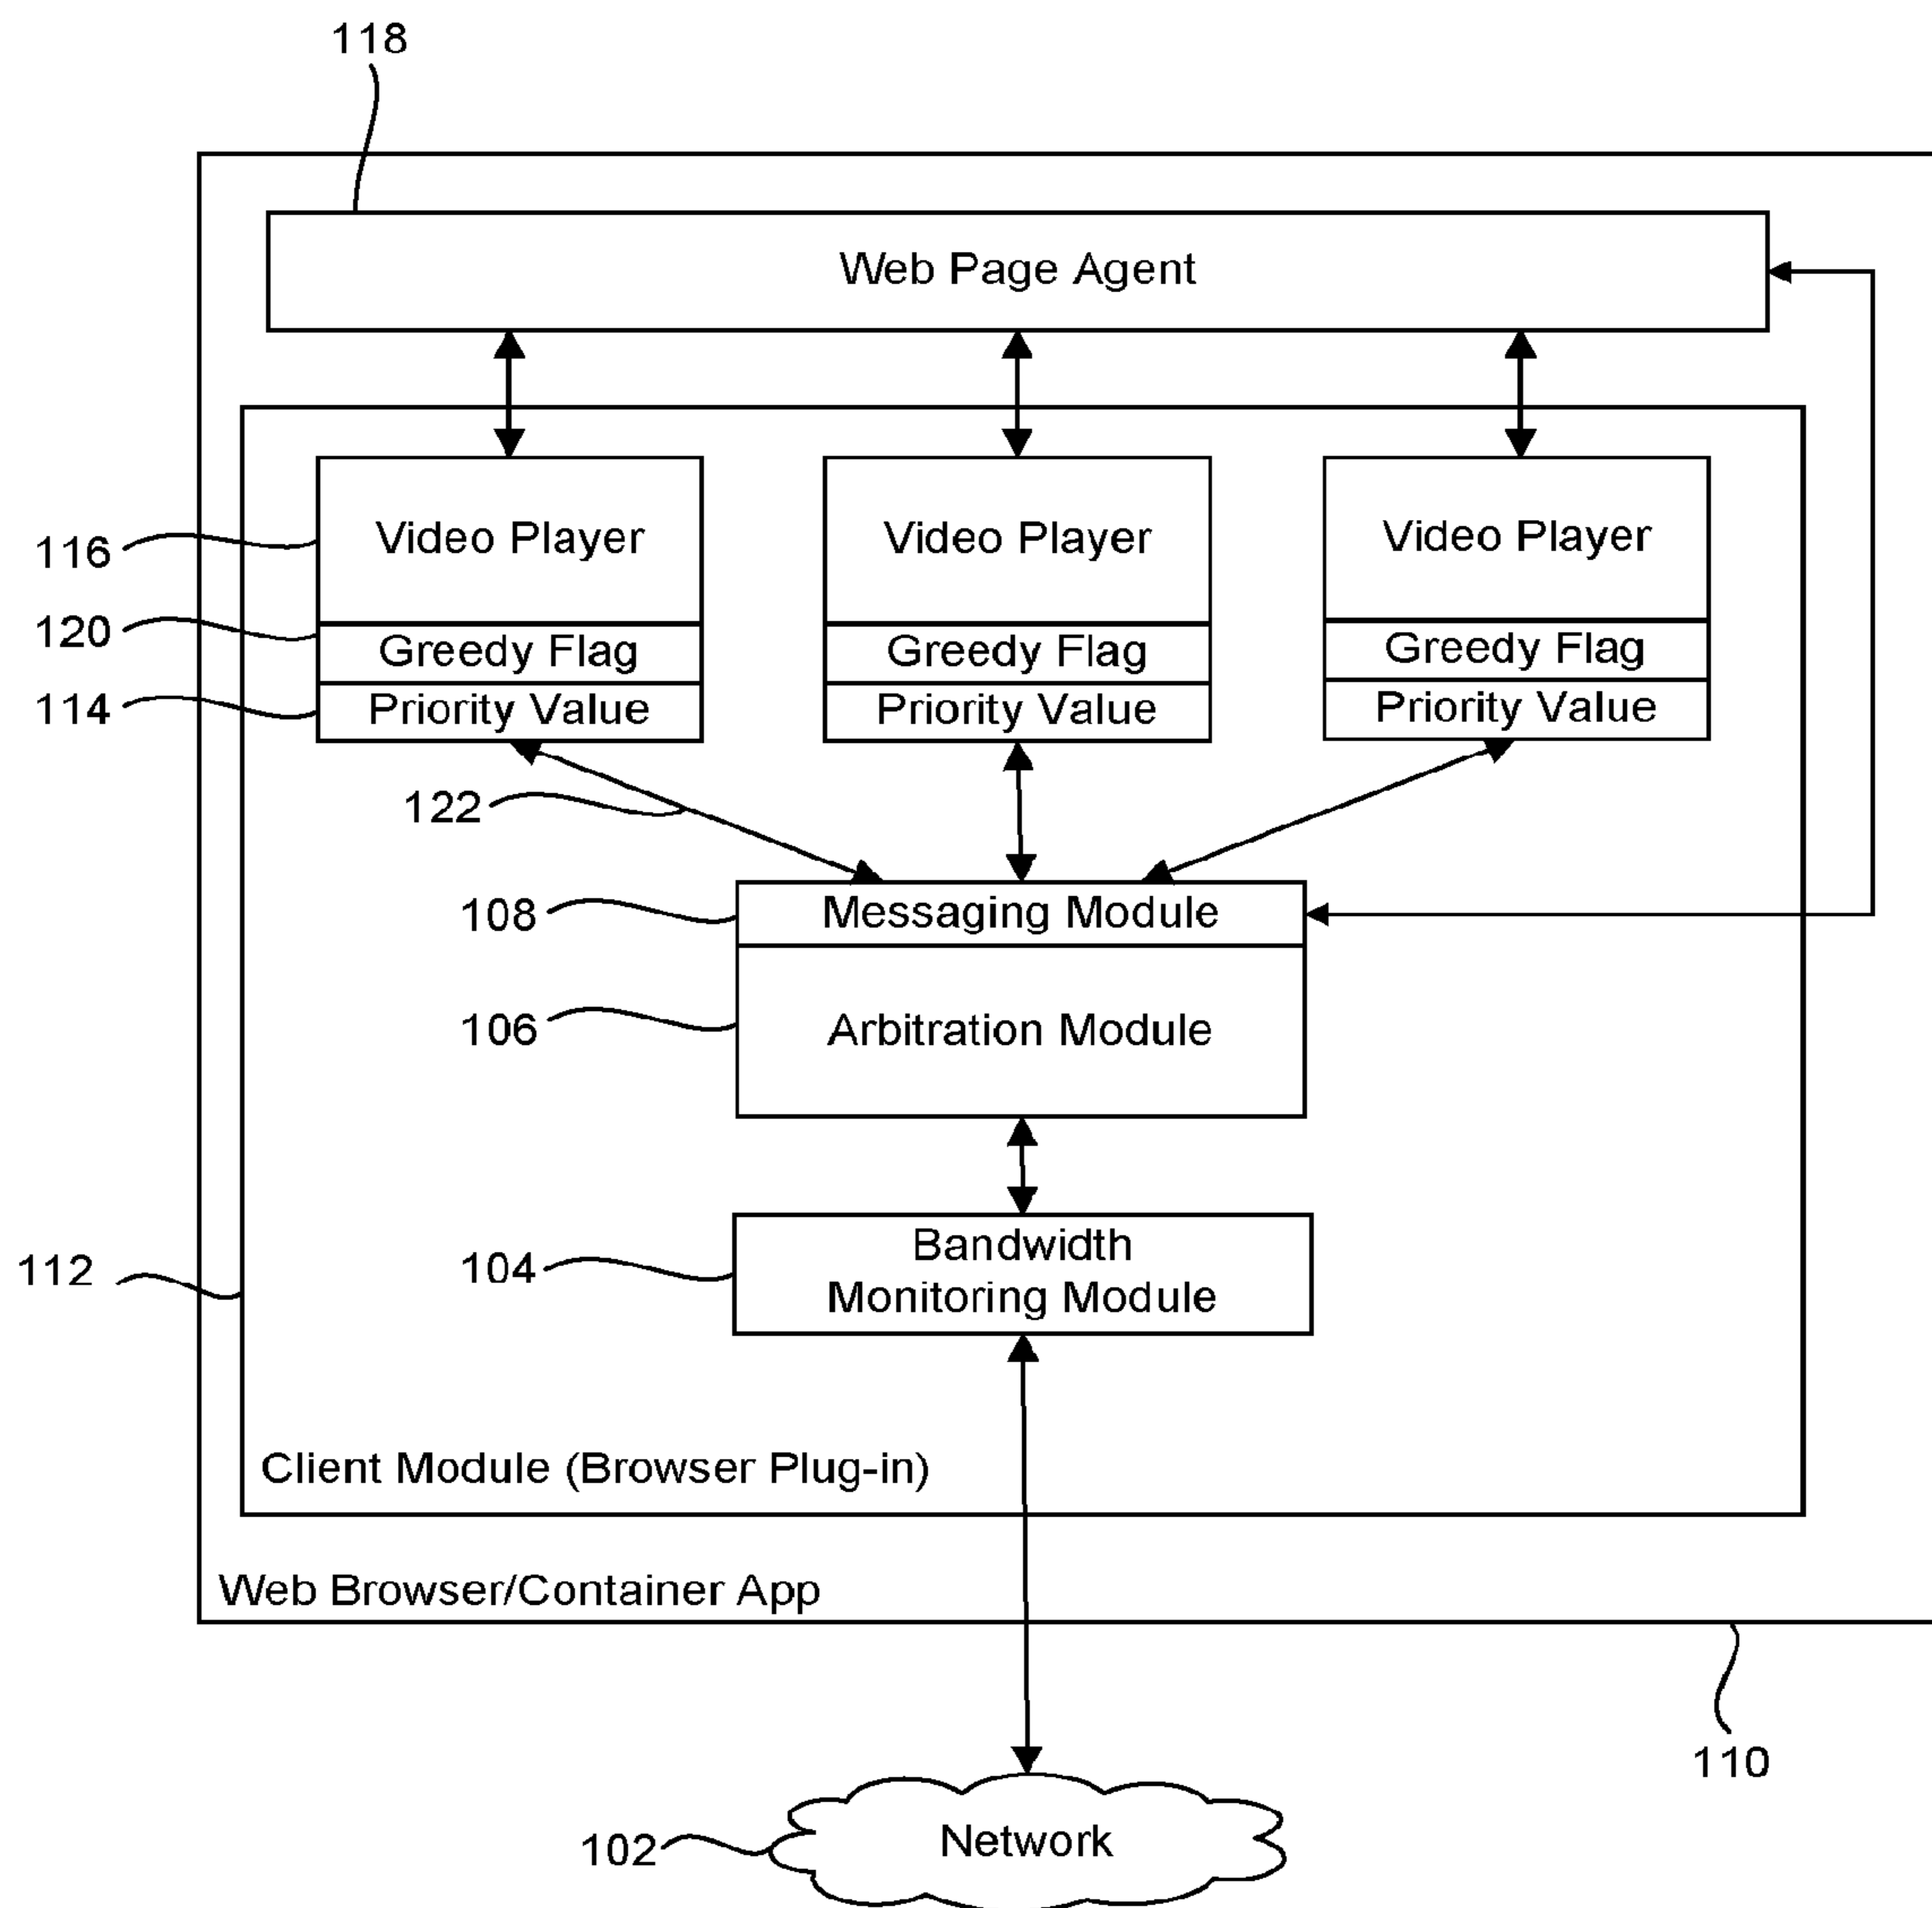 118
Web Page Agent
Video Player
Video Player
Video Player
116
120
Greedy Flag
Greedy Flag
Greedy Flag
114
Priority Value
Priority Value
Priority Value
122
108
Messaging Module
106
Arbitration Module
104
Bandwidth
Monitoring Module
112
Client Module (Browser Plug-in)
Web Browser/Container App
110
102
Network